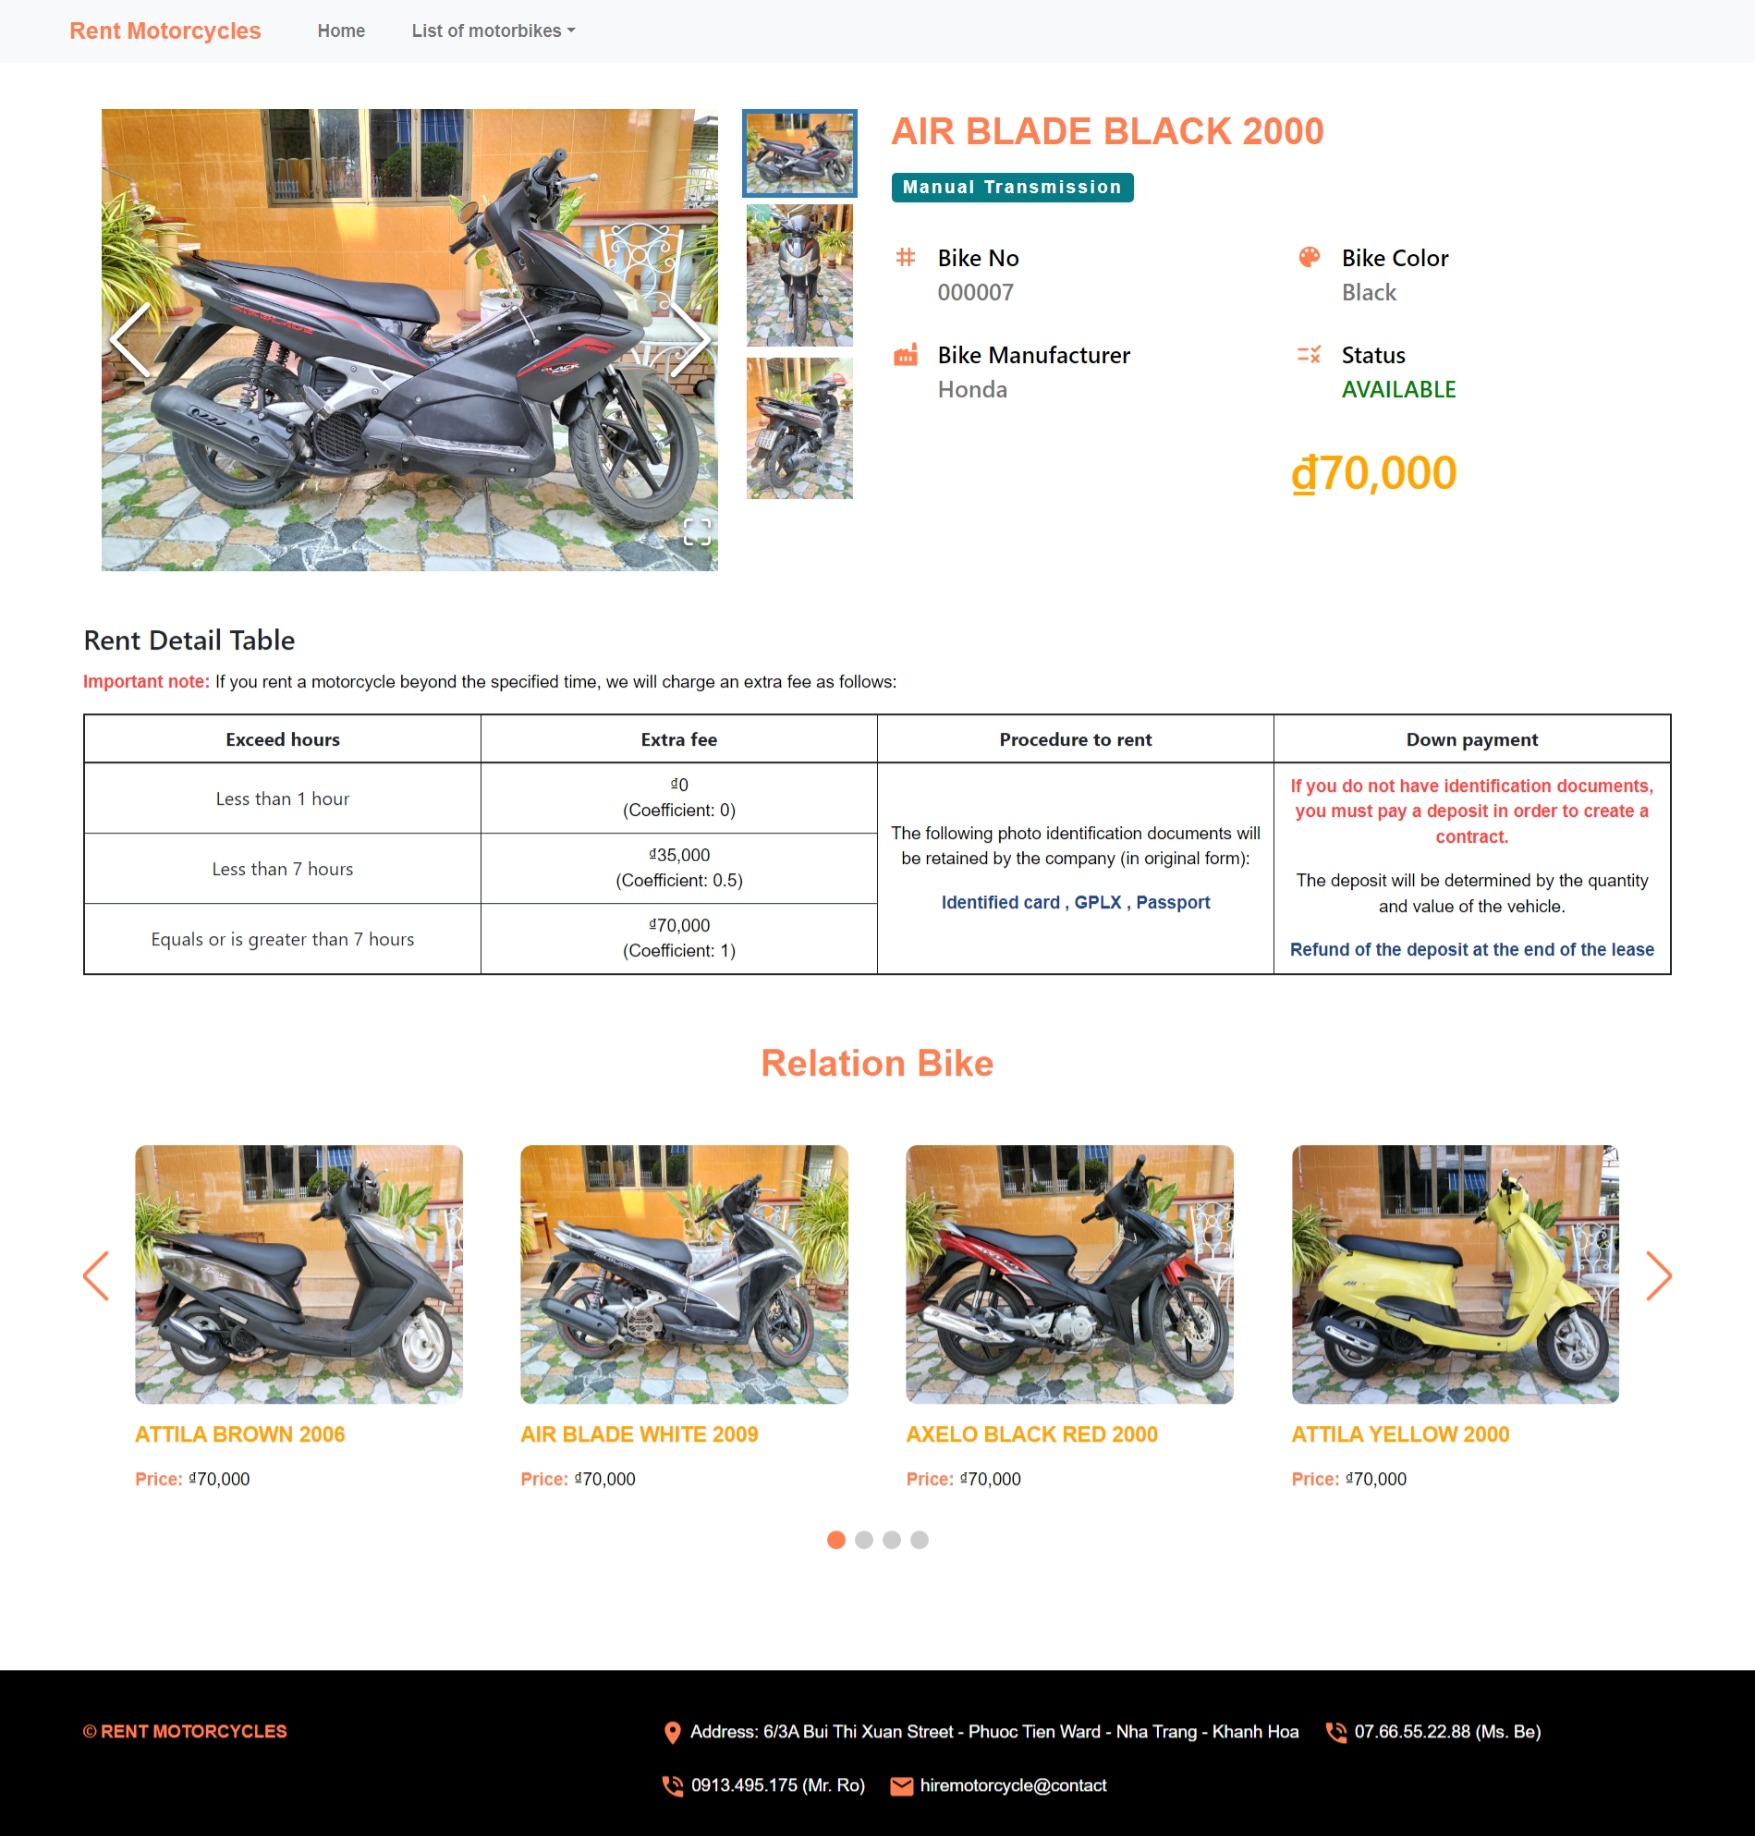 Rent Motorcycles
Home
List of motorbikes
AIR BLADE BLACK 2000
Manual Transmission
Bike No
000007
Bike Color
Black
Bike Manufacturer
Honda
Status
AVAILABLE
₫70,000
Rent Detail Table
Important note: If you rent a motorcycle beyond the specified time, we will charge an extra fee as follows:
Exceed hours
Extra fee
Procedure to rent
Down payment
Less than 1 hour
₫0
(Coefficient: 0)
Less than 7 hours
₫35,000
(Coefficient: 0.5)
Equals or is greater than 7 hours
₫70,000
(Coefficient: 1)
The following photo identification documents will
be retained by the company (in original form):
Identified card , GPLX , Passport
If you do not have identification documents,
you must pay a deposit in order to create a
contract.
The deposit will be determined by the quantity
and value of the vehicle.
Refund of the deposit at the end of the lease
Relation Bike
ATTILA BROWN 2006
Price: ₫70,000
AIR BLADE WHITE 2009
Price: ₫70,000
AXELO BLACK RED 2000
Price: ₫70,000
ATTILA YELLOW 2000
Price: ₫70,000
© RENT MOTORCYCLES
Address: 6/3A Bui Thi Xuan Street - Phuoc Tien Ward - Nha Trang - Khanh Hoa
07.66.55.22.88 (Ms. Be)
0913.495.175 (Mr. Ro)
hiremotorcycle@contact